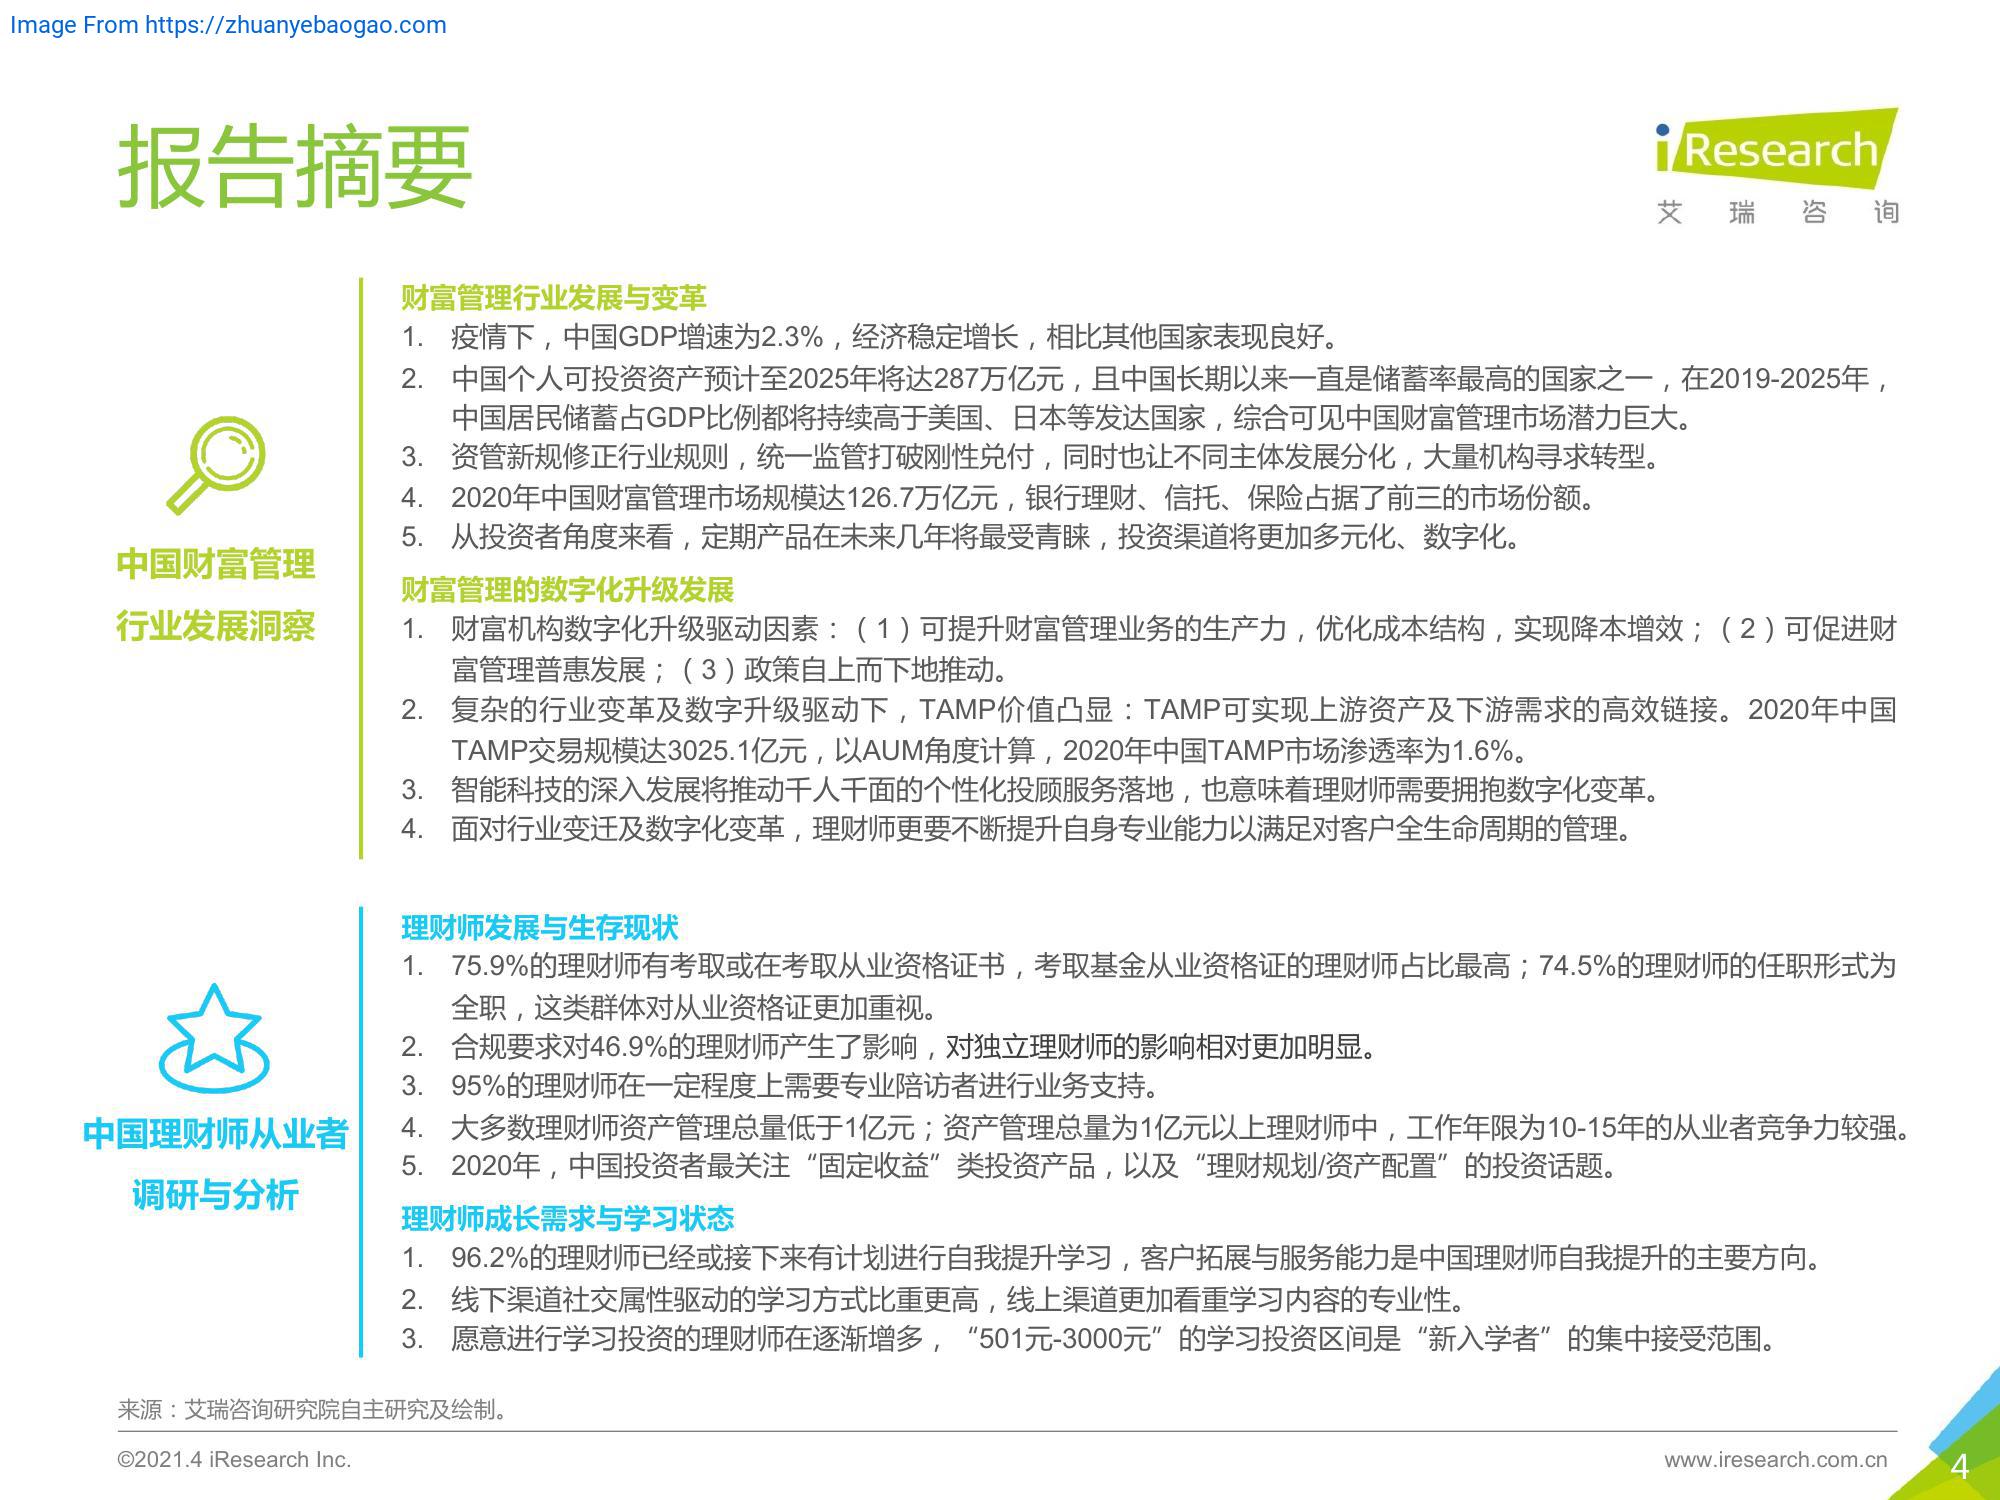 Image From https://zhuanyebaogao.com
报告摘要
iResearch
艾瑞咨询
中国财富管理
行业发展洞察
财富管理行业发展与变革
1. 疫情下，中国GDP增速为2.3%，经济稳定增长，相比其他国家表现良好。
2. 中国个人可投资资产预计至2025年将达287万亿元，且中国长期以来一直是储蓄率最高的国家之一，在2019-2025年，
中国居民储蓄占GDP比例都将持续高于美国、日本等发达国家，综合可见中国财富管理市场潜力巨大。
3. 资管新规修正行业规则，统一监管打破刚性兑付，同时也让不同主体发展分化，大量机构寻求转型。
4. 2020年中国财富管理市场规模达126.7万亿元，银行理财、信托、保险占据了前三的市场份额。
5. 从投资者角度来看，定期产品在未来几年将最受青睐，投资渠道将更加多元化、数字化。
财富管理的数字化升级发展
1. 财富机构数字化升级驱动因素：（1）可提升财富管理业务的生产力，优化成本结构，实现降本增效；（2）可促进财
富管理普惠发展；（3）政策自上而下地推动。
2. 复杂的行业变革及数字升级驱动下，TAMP价值凸显：TAMP可实现上游资产及下游需求的高效链接。2020年中国
TAMP交易规模达3025.1亿元，以AUM角度计算，2020年中国TAMP市场渗透率为1.6%。
3. 智能科技的深入发展将推动千人千面的个性化投顾服务落地，也意味着理财师需要拥抱数字化变革。
4. 面对行业变迁及数字化变革，理财师更要不断提升自身专业能力以满足对客户全生命周期的管理。
中国理财师从业者
调研与分析
理财师发展与生存现状
1. 75.9%的理财师有考取或在考取从业资格证书，考取基金从业资格证的理财师占比最高；74.5%的理财师的任职形式为
全职，这类群体对从业资格证更加重视。
2. 合规要求对46.9%的理财师产生了影响，对独立理财师的影响相对更加明显。
3. 95%的理财师在一定程度上需要专业陪访者进行业务支持。
4. 大多数理财师资产管理总量低于1亿元；资产管理总量为1亿元以上理财师中，工作年限为10-15年的从业者竞争力较强。
5. 2020年，中国投资者最关注“固定收益”类投资产品，以及“理财规划/资产配置”的投资话题。
理财师成长需求与学习状态
1. 96.2%的理财师已经或接下来有计划进行自我提升学习，客户拓展与服务能力是中国理财师自我提升的主要方向。
2. 线下渠道社交属性驱动的学习方式比重更高，线上渠道更加看重学习内容的专业性。
3. 愿意进行学习投资的理财师在逐渐增多，“501元-3000元”的学习投资区间是“新入学者”的集中接受范围。
来源：艾瑞咨询研究院自主研究及绘制。
©2021.4 iResearch Inc.
www.iresearch.com.cn
4